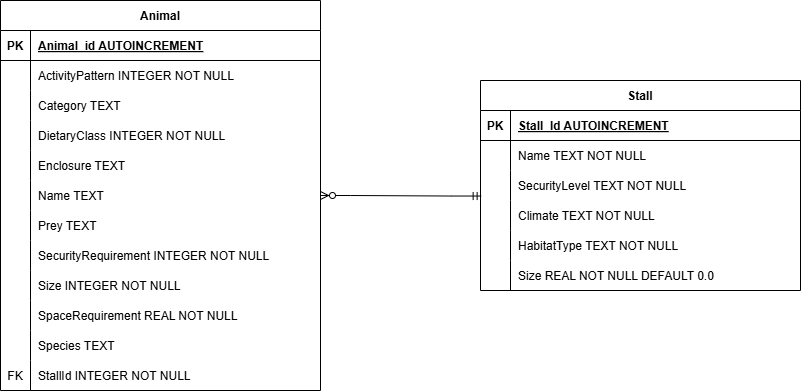 Animal
PK Animal_id AUTOINCREMENT
ActivityPattern INTEGER NOT NULL
Category TEXT
DietaryClass INTEGER NOT NULL
Enclosure TEXT
Name TEXT
Prey TEXT
SecurityRequirement INTEGER NOT NULL
Size INTEGER NOT NULL
SpaceRequirement REAL NOT NULL
Species TEXT
FK StallId INTEGER NOT NULL
Stall
PK Stall_Id AUTOINCREMENT
Name TEXT NOT NULL
SecurityLevel TEXT NOT NULL
Climate TEXT NOT NULL
HabitatType TEXT NOT NULL
Size REAL NOT NULL DEFAULT 0.0